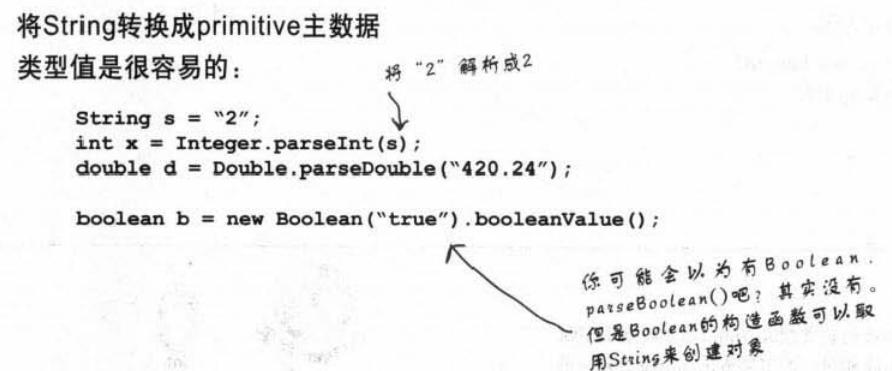 将String转换成primitive主数据
类型值是很容易的：
将 “2” 解析成2
String s = “2”;
int x = Integer.parseInt(s);
double d = Double.parseDouble(“420.24”);
boolean b = new Boolean(“true”).booleanValue();
你可能会以为有Boolean.
parseBoolean()吧？其实没有。
但是Boolean的构造函数可以取
用String来创建对象